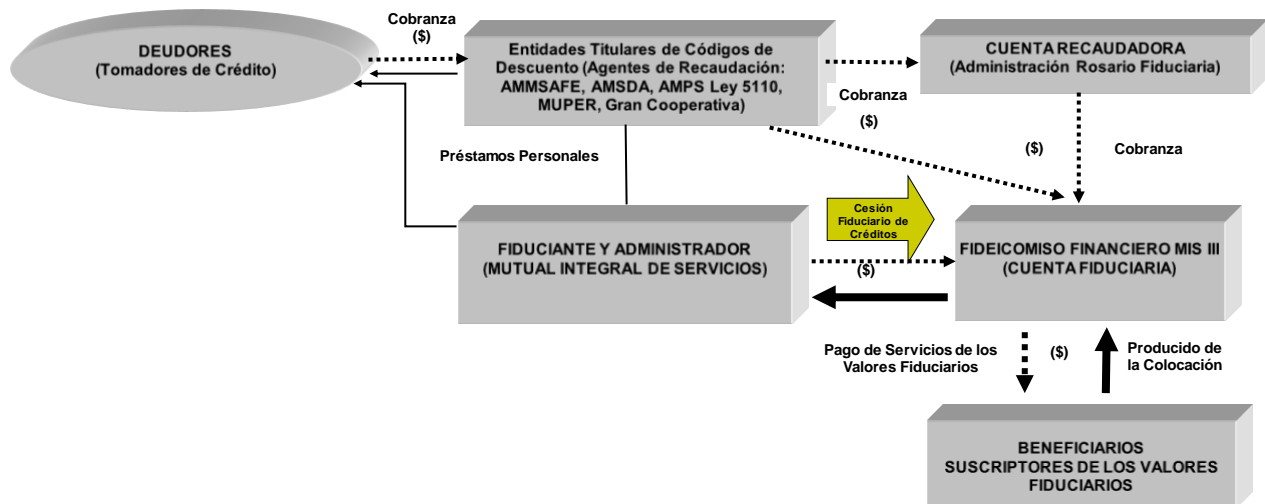 Cobranza
($)
DEUDORES
(Tomadores de Crédito)
Entidades Titulares de Códigos de
Descuento (Agentes de Recaudación:
AMMSAFE, AMSDA, AMPS Ley 5110,
MUPER, Gran Cooperativa)
CUENTA RECAUDADORA
(Administración Rosario Fiduciaria)
Cobranza
($)
($)
Cobranza
Préstamos Personales
Cesión
Fiduciario de
Créditos
FIDUCIANTE Y ADMINISTRADOR
(MUTUAL INTEGRAL DE SERVICIOS)
($)
FIDEICOMISO FINANCIERO MIS III
(CUENTA FIDUCIARIA)
Pago de Servicios de los
Valores Fiduciarios
($)
Producido de
la Colocación
BENEFICIARIOS
SUSCRIPTORES DE LOS VALORES
FIDUCIARIOS